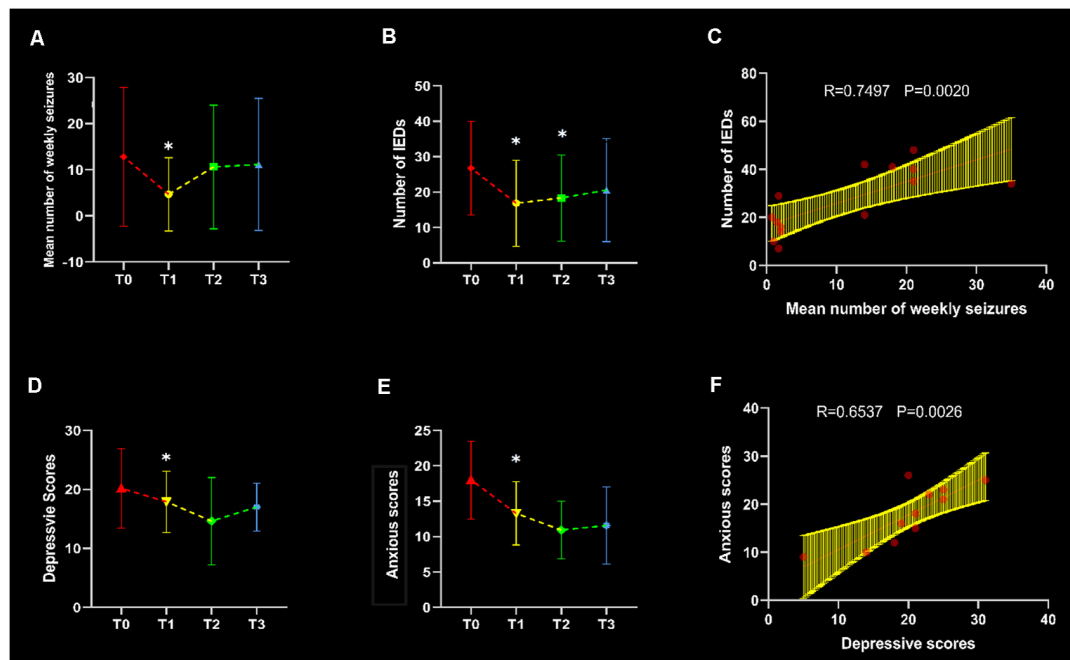 A
Mean number of weekly seizures
30
20
10
0
-10
T0 T1 T2 T3
*
B
Number of IEDs
50
40
30
20
10
0
T0 T1 T2 T3
* *
C
R=0.7497 P=0.0020
Number of IEDs
80
60
40
20
0
0 10 20 30 40
Mean number of weekly seizures
D
Depressvie Scores
30
20
10
0
T0 T1 T2 T3
*
E
Anxious scores
25
20
15
10
5
0
T0 T1 T2 T3
*
F
R=0.6537 P=0.0026
Anxious scores
40
30
20
10
0
0 10 20 30 40
Depressive scores